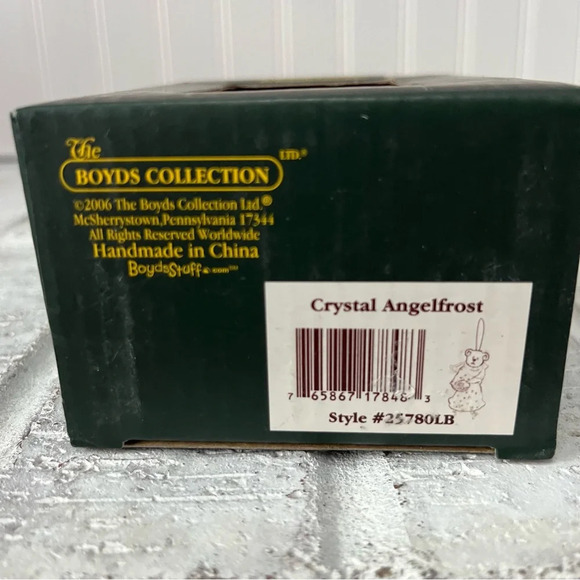 The
BOYDS COLLECTION LTD.®
©2006 The Boyds Collection Ltd.®
McSherrystown, Pennsylvania 17344
All Rights Reserved Worldwide
Handmade in China
BoydsStuff.com™
Crystal Angelfrost
7 65867 17848 3
Style #25780LB